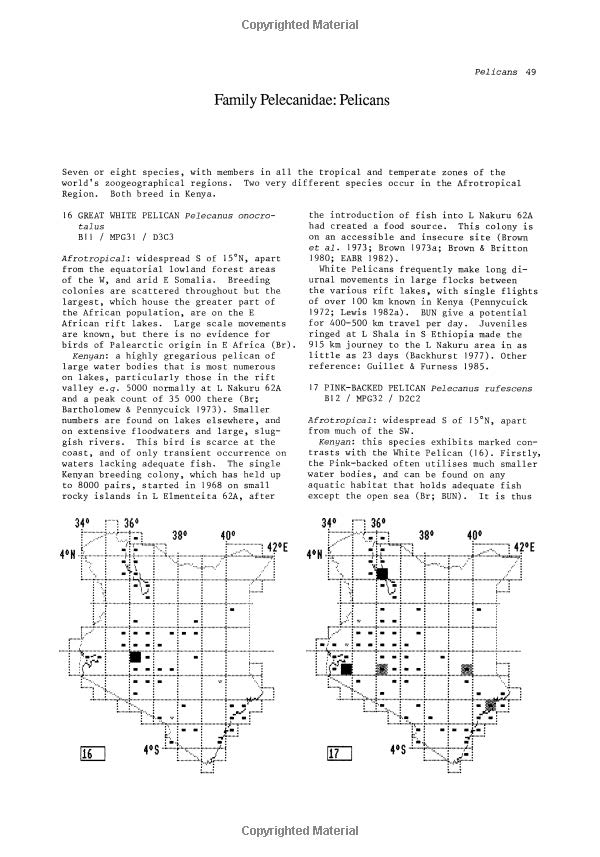 Copyrighted Material
Pelicans 49
Family Pelecanidae: Pelicans
Seven or eight species, with members in all the tropical and temperate zones of the
world's zoogeographical regions. Two very different species occur in the Afrotropical
Region. Both breed in Kenya.
16 GREAT WHITE PELICAN Pelecanus onocro-
talus
B11 / MPG31 / D3C3
Afrotropical: widespread S of 15°N, apart
from the equatorial lowland forest areas
of the W, and arid E Somalia. Breeding
colonies are scattered throughout but the
largest, which house the greater part of
the African population, are on the E
African rift lakes. Large scale movements
are known, but there is no evidence for
birds of Palearctic origin in E Africa (Br).
Kenyan: a highly gregarious pelican of
large water bodies that is most numerous
on lakes, particularly those in the rift
valley e.g. 5000 normally at L Nakuru 62A
and a peak count of 35 000 there (Br;
Bartholomew & Pennycuick 1973). Smaller
numbers are found on lakes elsewhere, and
on extensive floodwaters and large, slug-
gish rivers. This bird is scarce at the
coast, and of only transient occurrence on
waters lacking adequate fish. The single
Kenyan breeding colony, which has held up
to 8000 pairs, started in 1968 on small
rocky islands in L Elmenteita 62A, after
the introduction of fish into L Nakuru 62A
had created a food source. This colony is
on an accessible and insecure site (Brown
et al. 1973; Brown 1973a; Brown & Britton
1980; EABR 1982).
White Pelicans frequently make long di-
urnal movements in large flocks between
the various rift lakes, with single flights
of over 100 km known in Kenya (Pennycuick
1972; Lewis 1982a). BUN give a potential
for 400-500 km travel per day. Juveniles
ringed at L Shala in S Ethiopia made the
915 km journey to the L Nakuru area in as
little as 23 days (Backhurst 1977). Other
reference: Guillet & Furness 1985.
17 PINK-BACKED PELICAN Pelecanus rufescens
B12 / MPG32 / D2C2
Afrotropical: widespread S of 15°N, apart
from much of the SW.
Kenyan: this species exhibits marked con-
trasts with the White Pelican (16). Firstly,
the Pink-backed often utilises much smaller
water bodies, and can be found on any
aquatic habitat that holds adequate fish
except the open sea (Br; BUN). It is thus
34° 36° 38° 40° 42°E
4°N
4°S
16
34° 36° 38° 40° 42°E
4°N
4°S
17
Copyrighted Material